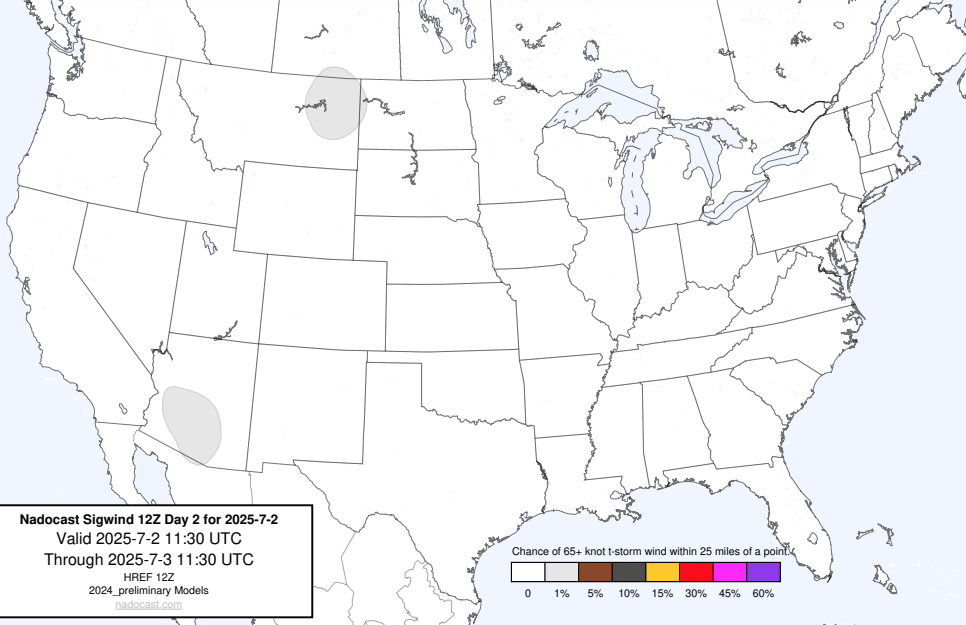 Nadocast Sigwind 12Z Day 2 for 2025-7-2
Valid 2025-7-2 11:30 UTC
Through 2025-7-3 11:30 UTC
HREF 12Z
2024_preliminary Models
nadocast.com
Chance of 65+ knot t-storm wind within 25 miles of a point.
0 1% 5% 10% 15% 30% 45% 60%